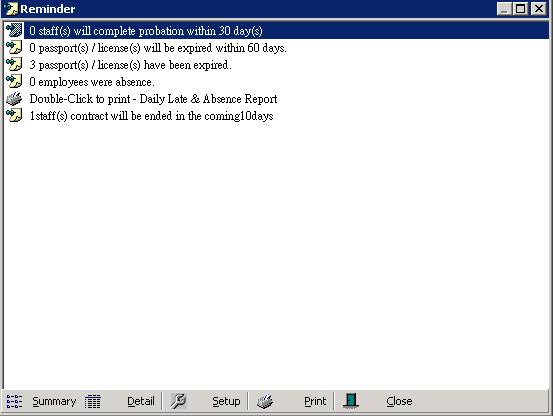 Reminder
0 staff(s) will complete probation within 30 day(s)
0 passport(s) / license(s) will be expired within 60 days.
3 passport(s) / license(s) have been expired.
0 employees were absence.
Double-Click to print - Daily Late & Absence Report
1staff(s) contract will be ended in the coming10days
Summary Detail Setup Print Close